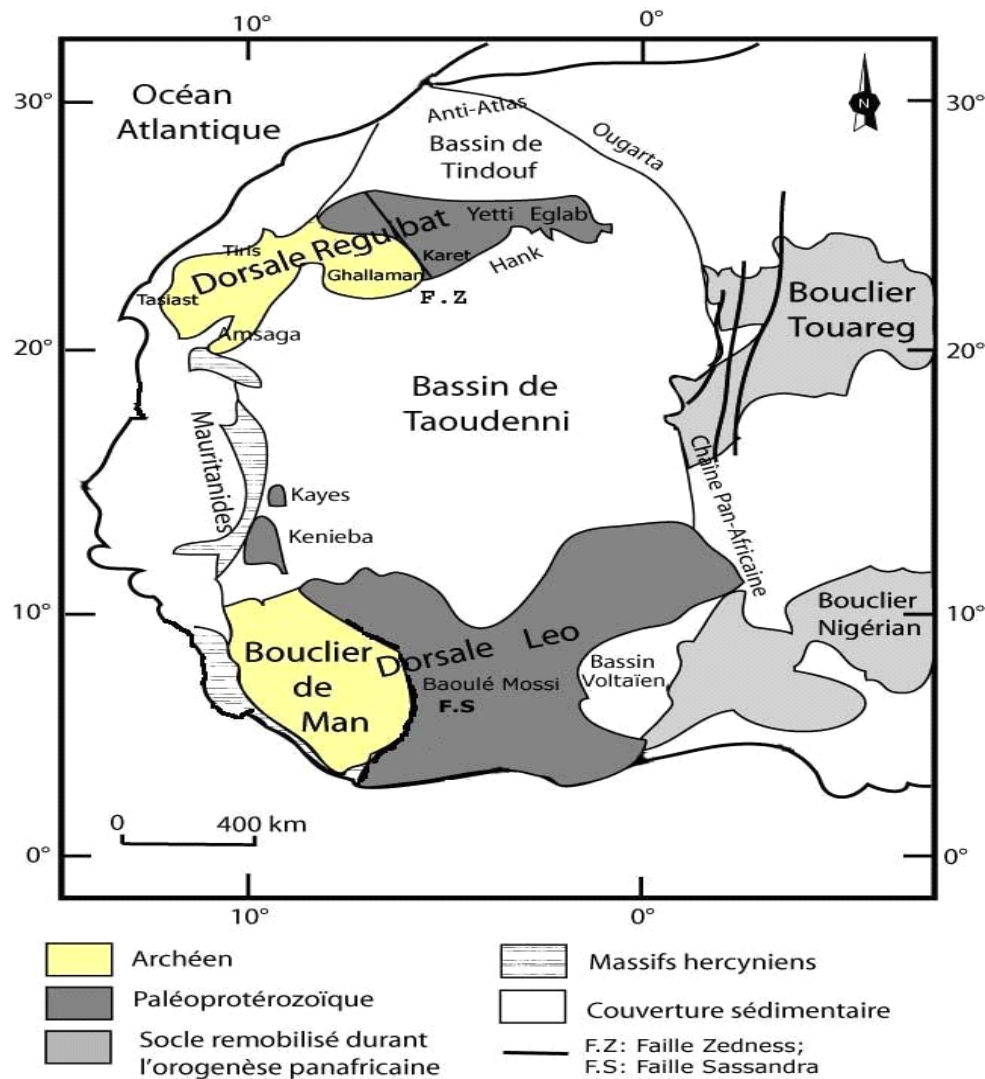 10°
0°
30°
30°
20°
20°
10°
10°
0°
0°
10°
0°
Océan
Atlantique
N
Anti-Atlas
Bassin de
Tindouf
Ougarta
Dorsale Reguibat
Yetti
Eglab
Tiris
Ghallaman
Karet
Hank
F.Z
Tasiast
Amsaga
Bouclier
Touareg
Bassin de
Taoudenni
Mauritanides
Kayes
Kenieba
Chaîne Pan-Africaine
Bouclier
de
Man
Dorsale Leo
Baoulé Mossi
F.S
Bassin
Voltaïen
Bouclier
Nigérian
0 400 km
Archéen
Paléoprotérozoïque
Socle remobilisé durant
l'orogenèse panafricaine
Massifs hercyniens
Couverture sédimentaire
F.Z: Faille Zedness;
F.S: Faille Sassandra